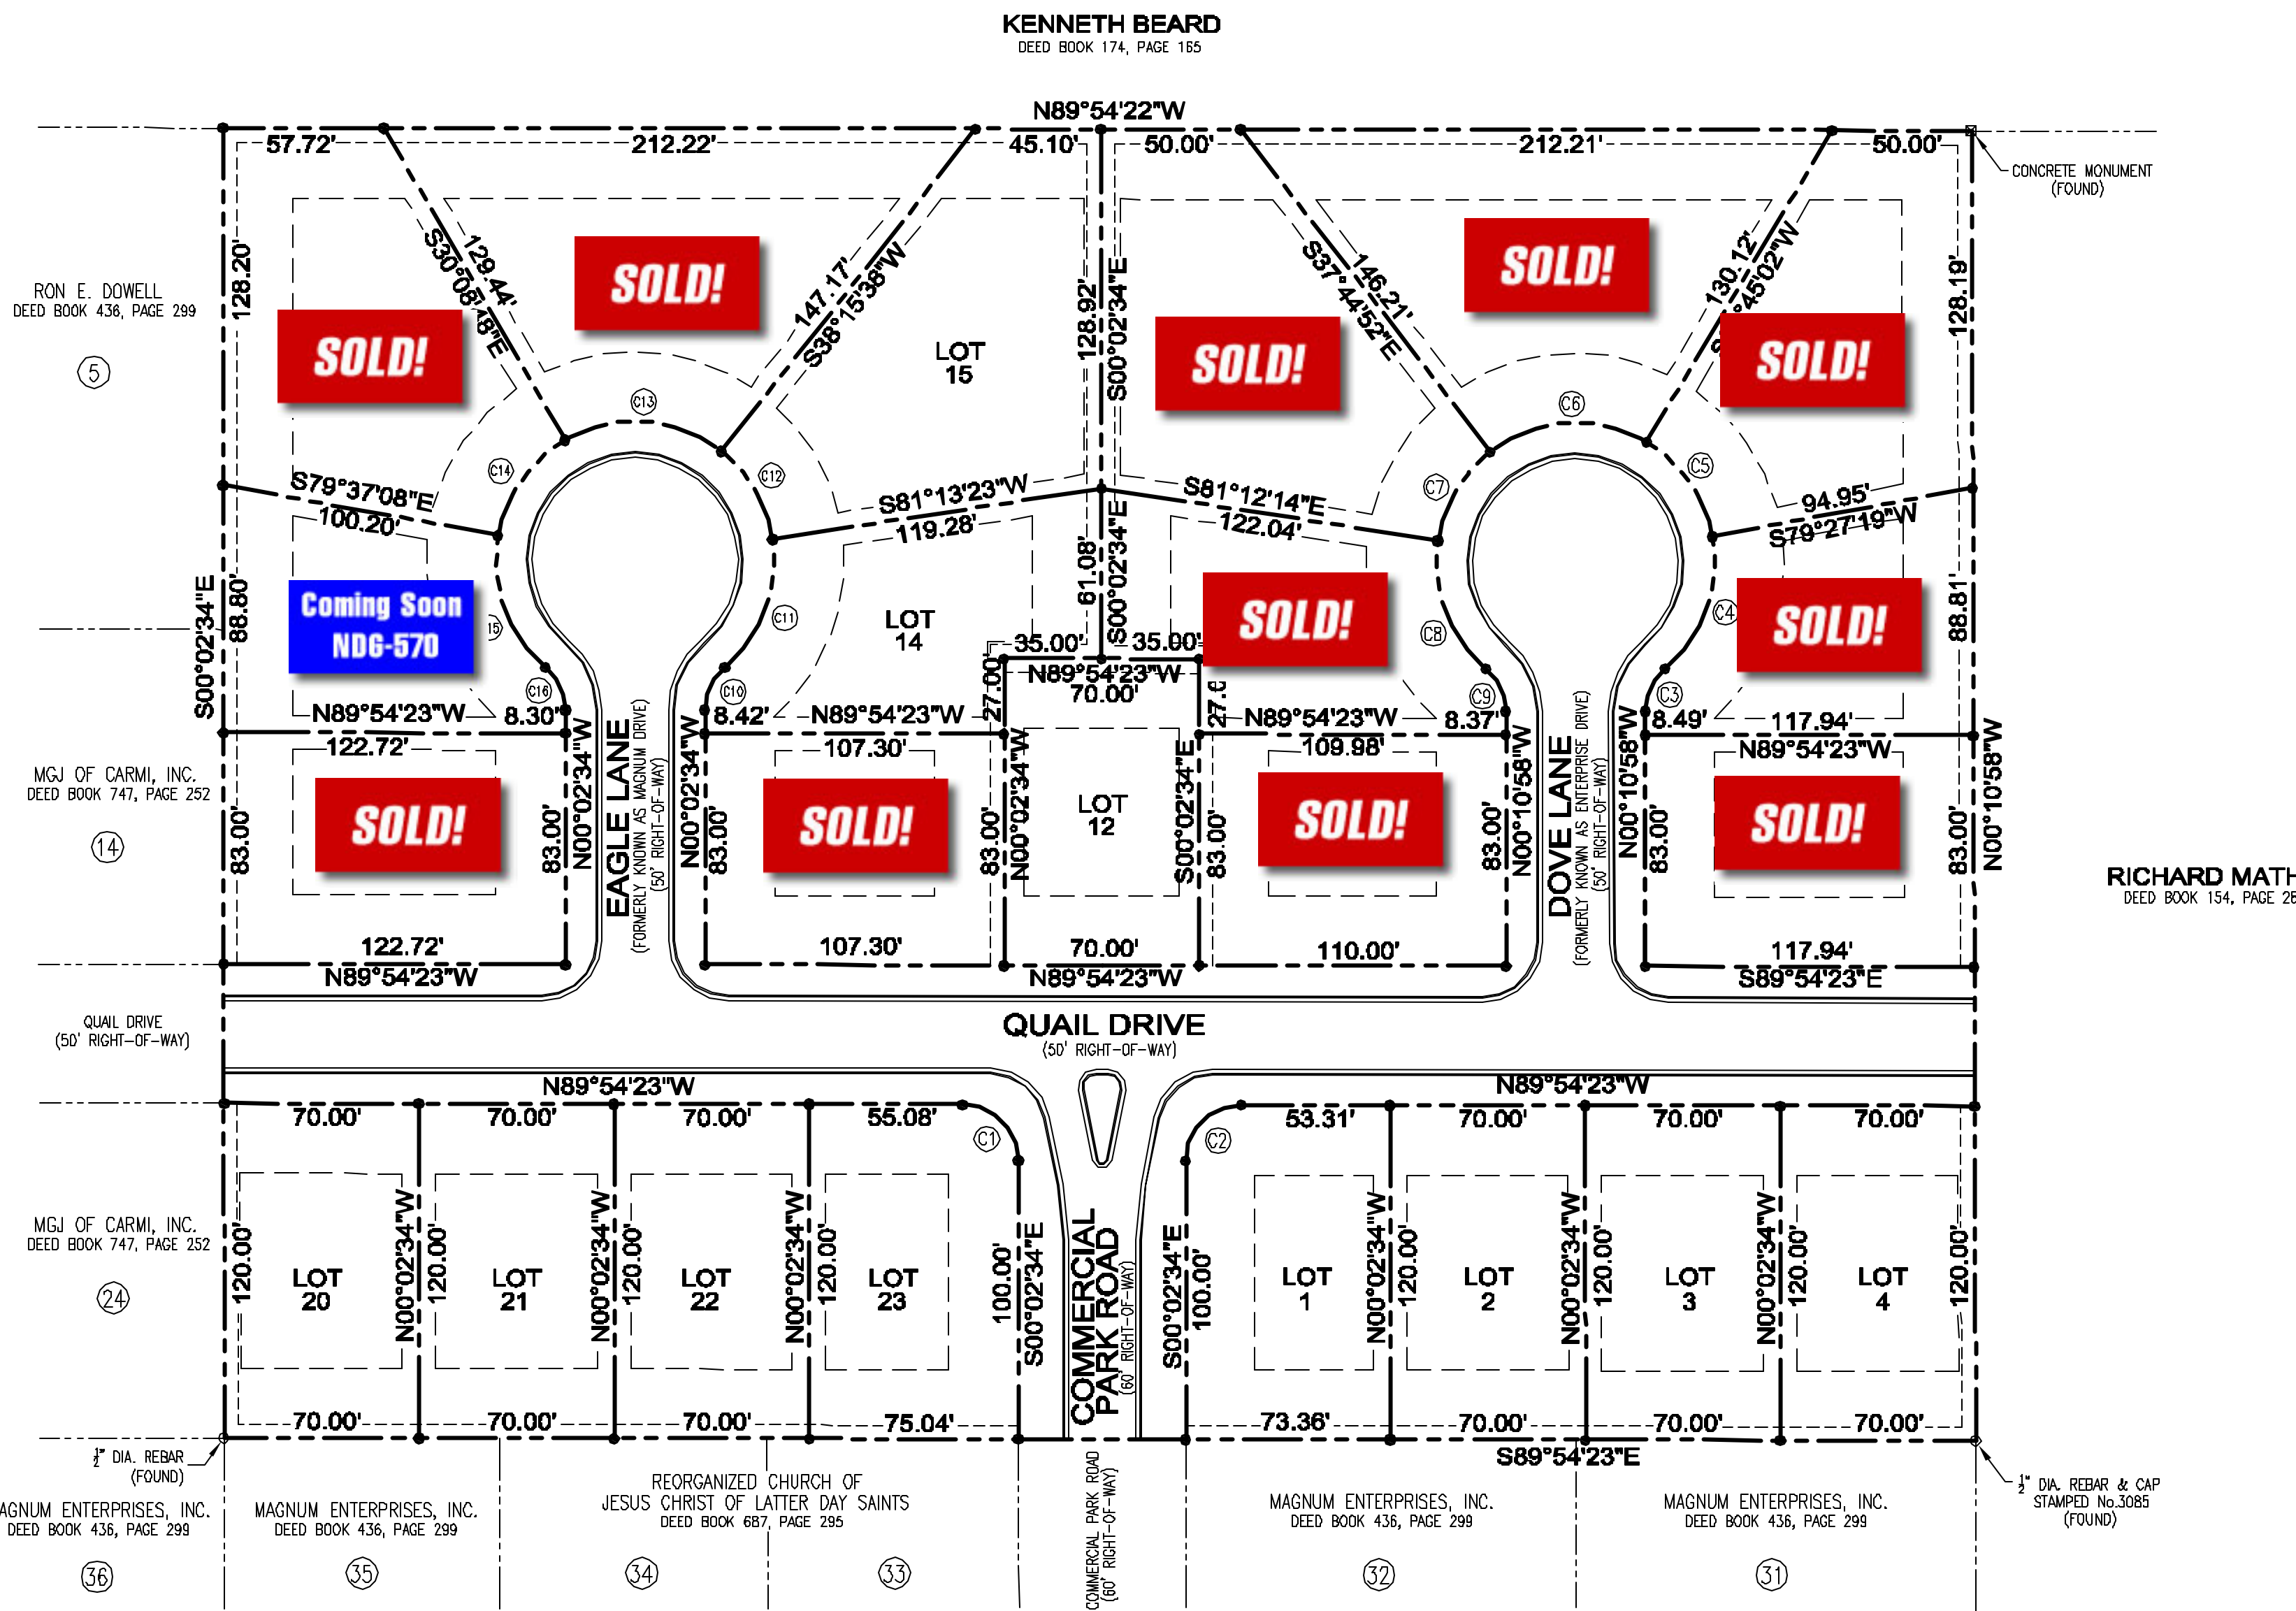 KENNETH BEARD
DEED BOOK 174, PAGE 165
N89°54'22"W
57.72'
212.22'
45.10'
50.00'
212.21'
50.00'
CONCRETE MONUMENT
(FOUND)
RON E. DOWELL
DEED BOOK 436, PAGE 299
5
128.20'
S30°08'48"E
129.44'
SOLD!
SOLD!
147.17'
S38°15'38"W
LOT
15
128.92'
S00°02'34"E
SOLD!
S37°44'52"E
146.21'
SOLD!
130.12'
°45'02"W
SOLD!
128.19'
C13
C14
C12
C6
C7
C5
S79°37'08"E
100.20'
S81°13'23"W
119.28'
S81°12'14"E
122.04'
94.95'
S79°27'19"W
S00°02'34"E
88.80'
Coming Soon
NDG-570
15
C16
C11
C10
LOT
14
61.08'
S00°02'34"E
35.00'
35.00'
N89°54'23"W
70.00'
27.00'
SOLD!
C8
C9
C4
C3
SOLD!
88.81'
N89°54'23"W
8.30'
122.72'
8.42'
N89°54'23"W
107.30'
N89°54'23"W
8.37'
109.98'
8.49'
117.94'
N89°54'23"W
MGJ OF CARMI, INC.
DEED BOOK 747, PAGE 252
14
83.00'
SOLD!
83.00'
N00°02'34"W
EAGLE LANE
(FORMERLY KNOWN AS MAGNUM DRIVE)
(50' RIGHT-OF-WAY)
N00°02'34"W
83.00'
SOLD!
83.00'
N00°02'34"W
LOT
12
S00°02'34"E
83.00'
SOLD!
83.00'
N00°10'58"W
DOVE LANE
(FORMERLY KNOWN AS ENTERPRISE DRIVE)
(50' RIGHT-OF-WAY)
N00°10'58"W
83.00'
SOLD!
83.00'
N00°10'58"W
RICHARD MATH
DEED BOOK 154, PAGE
122.72'
N89°54'23"W
107.30'
70.00'
N89°54'23"W
110.00'
117.94'
S89°54'23"E
QUAIL DRIVE
(50' RIGHT-OF-WAY)
QUAIL DRIVE
(50' RIGHT-OF-WAY)
N89°54'23"W
70.00'
70.00'
70.00'
55.08'
C1
C2
N89°54'23"W
53.31'
70.00'
70.00'
70.00'
MGJ OF CARMI, INC.
DEED BOOK 747, PAGE 252
24
120.00'
LOT
20
N00°02'34"W
120.00'
LOT
21
N00°02'34"W
120.00'
LOT
22
N00°02'34"W
120.00'
LOT
23
100.00'
S00°02'34"E
COMMERCIAL
PARK ROAD
(60' RIGHT-OF-WAY)
S00°02'34"E
100.00'
LOT
1
N00°02'34"W
120.00'
LOT
2
N00°02'34"W
120.00'
LOT
3
N00°02'34"W
120.00'
LOT
4
120.00'
70.00'
70.00'
70.00'
75.04'
73.36'
70.00'
70.00'
70.00'
S89°54'23"E
½" DIA. REBAR
(FOUND)
½" DIA. REBAR & CAP
STAMPED No.3085
(FOUND)
AGNUM ENTERPRISES, INC.
DEED BOOK 436, PAGE 299
36
MAGNUM ENTERPRISES, INC.
DEED BOOK 436, PAGE 299
35
REORGANIZED CHURCH OF
JESUS CHRIST OF LATTER DAY SAINTS
DEED BOOK 687, PAGE 295
34
33
COMMERCIAL PARK ROAD
(60' RIGHT-OF-WAY)
MAGNUM ENTERPRISES, INC.
DEED BOOK 436, PAGE 299
32
MAGNUM ENTERPRISES, INC.
DEED BOOK 436, PAGE 299
31